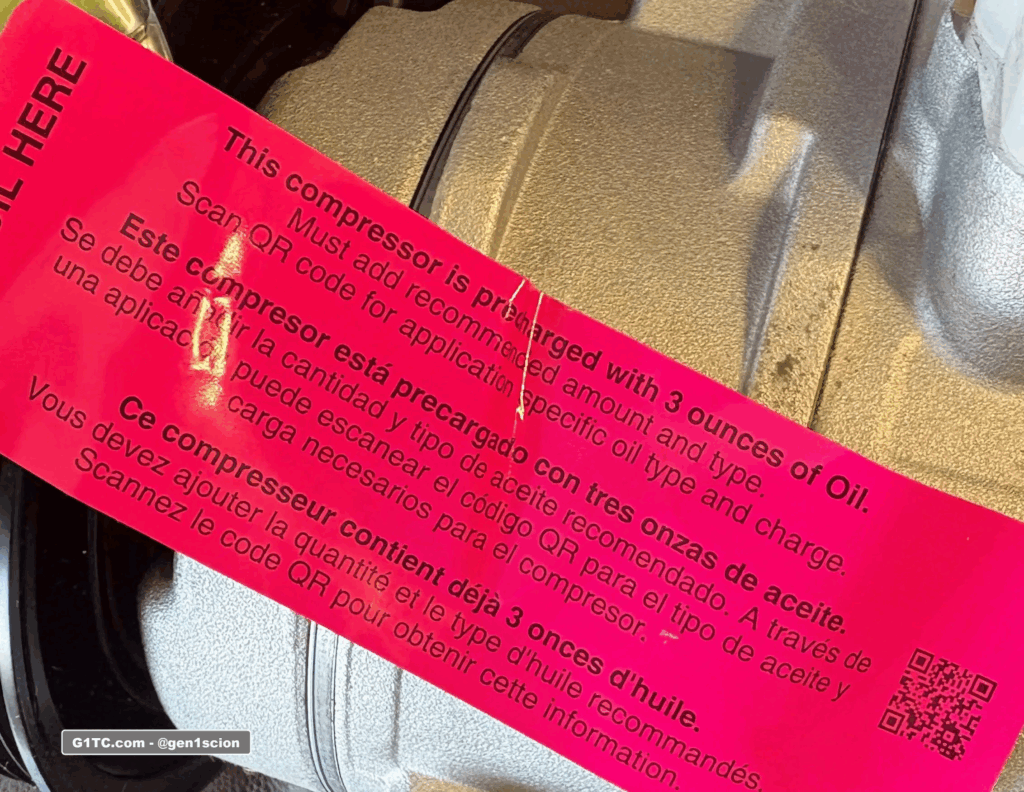 IL HERE
This compressor is precharged with 3 ounces of Oil.
Must add recommended amount and type.
Scan QR code for application specific oil type and charge.
Este compresor está precargado con tres onzas de aceite.
Se debe añadir la cantidad y tipo de aceite recomendado. A través de
una aplicación puede escanear el código QR para el tipo de aceite y
carga necesarios para el compresor.
Ce compresseur contient déjà 3 onces d'huile.
Vous devez ajouter la quantité et le type d'huile recommandés.
Scannez le code QR pour obtenir cette information.
G1TC.com - @gen1scion